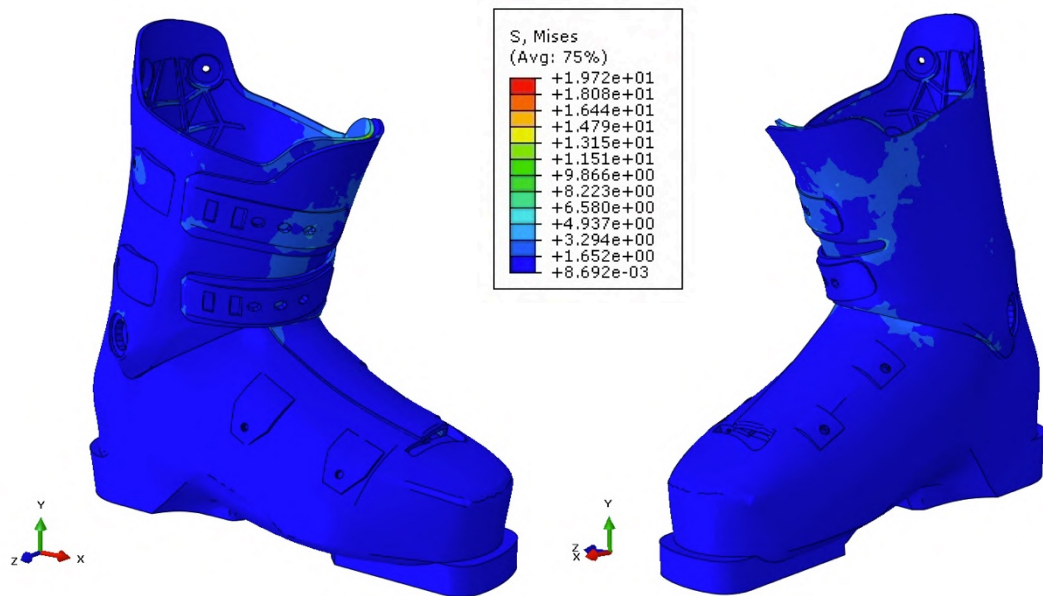 S, Mises
(Avg: 75%)
+1.972e+01
+1.808e+01
+1.644e+01
+1.479e+01
+1.315e+01
+1.151e+01
+9.866e+00
+8.223e+00
+6.580e+00
+4.937e+00
+3.294e+00
+1.652e+00
+8.692e-03
Y
Z
X
Y
Z
X